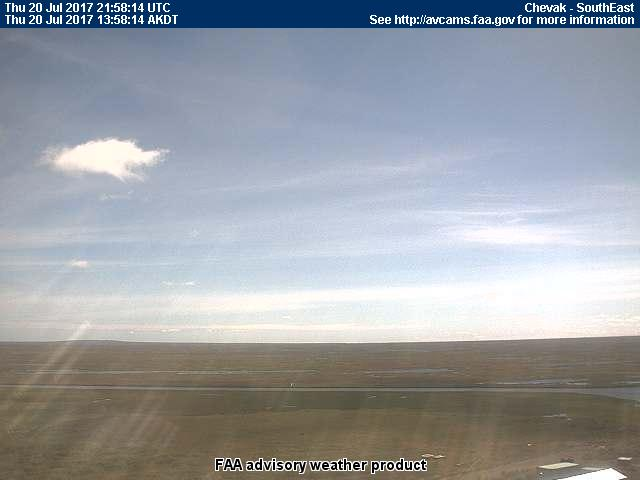 Thu 20 Jul 2017 21:58:14 UTC
Chevak - SouthEast
Thu 20 Jul 2017 13:58:14 AKDT
See http://avcams.faa.gov for more information
FAA advisory weather product